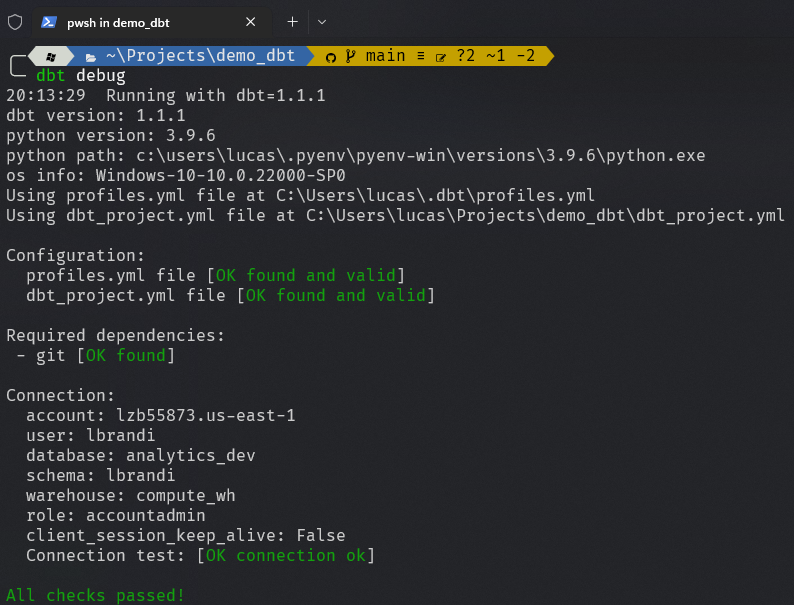 pwsh in demo_dbt
~\Projects\demo_dbt main ≡ ?2 ~1 -2
dbt debug
20:13:29  Running with dbt=1.1.1
dbt version: 1.1.1
python version: 3.9.6
python path: c:\users\lucas\.pyenv\pyenv-win\versions\3.9.6\python.exe
os info: Windows-10-10.0.22000-SP0
Using profiles.yml file at C:\Users\lucas\.dbt\profiles.yml
Using dbt_project.yml file at C:\Users\lucas\Projects\demo_dbt\dbt_project.yml
Configuration:
  profiles.yml file [OK found and valid]
  dbt_project.yml file [OK found and valid]
Required dependencies:
 - git [OK found]
Connection:
  account: lzb55873.us-east-1
  user: lbrandi
  database: analytics_dev
  schema: lbrandi
  warehouse: compute_wh
  role: accountadmin
  client_session_keep_alive: False
  Connection test: [OK connection ok]
All checks passed!